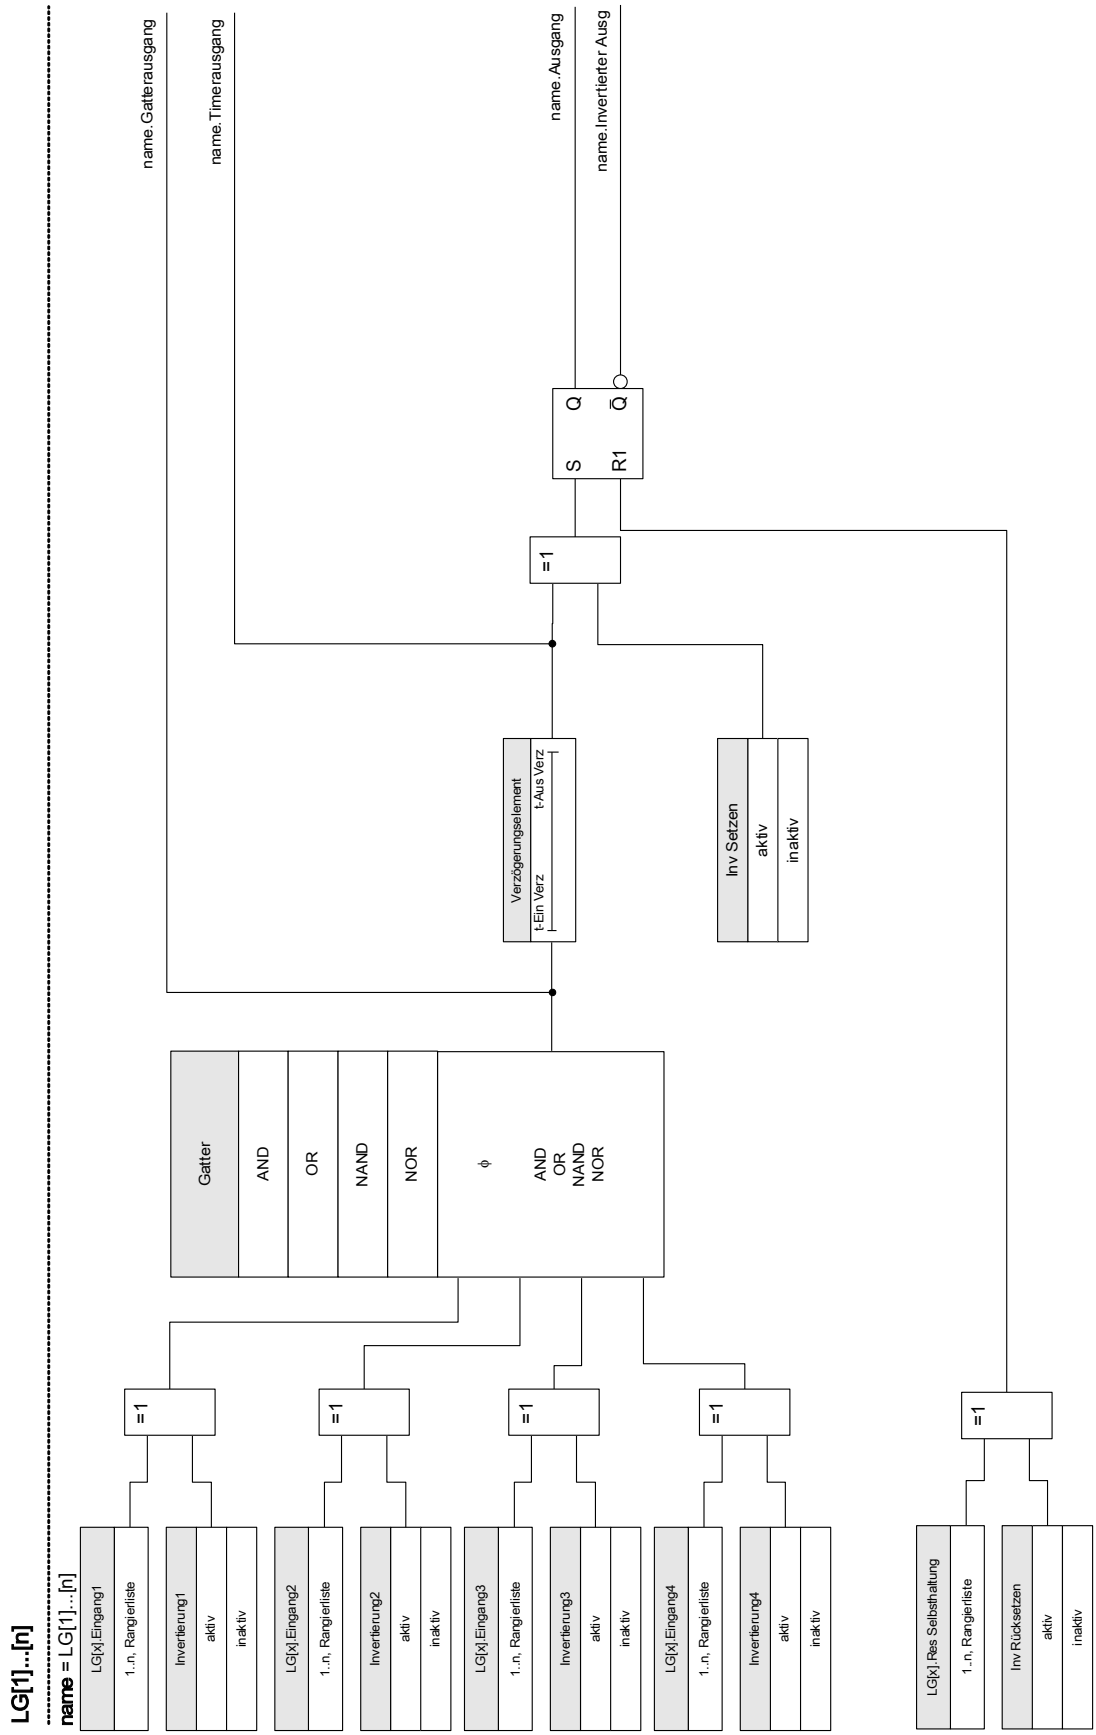 LG[1]...[n]
name = LG[1]...[n]
LG[x].Eingang1
1..n, Rangierliste
Invertierung1
aktiv
inaktiv
=1
LG[x].Eingang2
1..n, Rangierliste
Invertierung2
aktiv
inaktiv
=1
LG[x].Eingang3
1..n, Rangierliste
Invertierung3
aktiv
inaktiv
=1
LG[x].Eingang4
1..n, Rangierliste
Invertierung4
aktiv
inaktiv
=1
LG[x].Res Selbsthaltung
1..n, Rangierliste
Inv Rücksetzen
aktiv
inaktiv
=1
Gatter
AND
OR
NAND
NOR
ϕ
AND
OR
NAND
NOR
Verzögerungselement
t-Ein Verz
t-Aus Verz
Inv Setzen
aktiv
inaktiv
=1
S
Q
R1
Q̅
name.Gatterausgang
name.Timerausgang
name.Ausgang
name.Invertierter Ausg